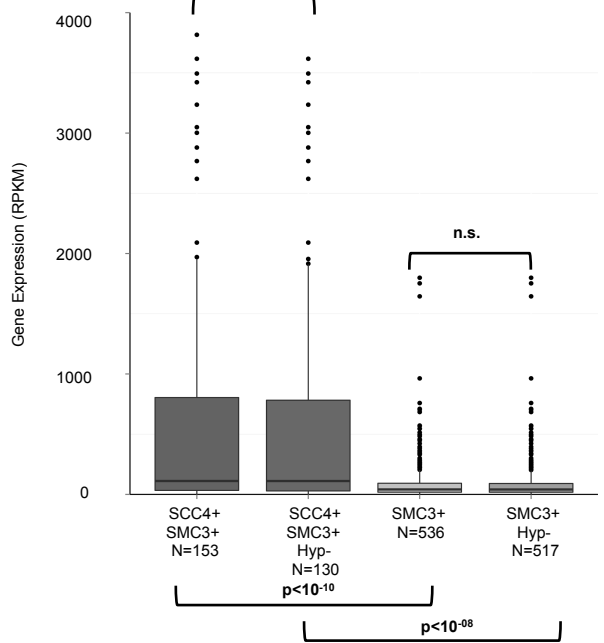 4000
3000
2000
1000
0
Gene Expression (RPKM)
n.s.
SCC4+
SMC3+
N=153
SCC4+
SMC3+
Hyp-
N=130
SMC3+
N=536
SMC3+
Hyp-
N=517
p<10⁻¹⁰
p<10⁻⁰⁸